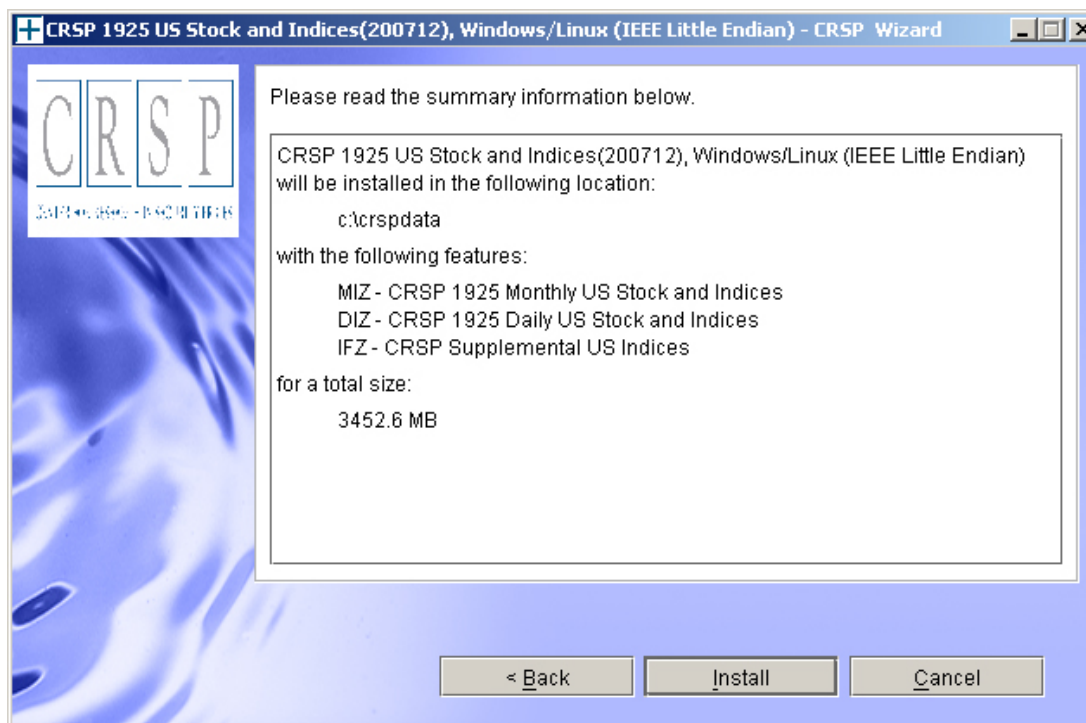 CRSP 1925 US Stock and Indices(200712), Windows/Linux (IEEE Little Endian) - CRSP Wizard
CRSP
Please read the summary information below.
CRSP 1925 US Stock and Indices(200712), Windows/Linux (IEEE Little Endian)
will be installed in the following location:
c:\crspdata
with the following features:
MIZ - CRSP 1925 Monthly US Stock and Indices
DIZ - CRSP 1925 Daily US Stock and Indices
IFZ - CRSP Supplemental US Indices
for a total size:
3452.6 MB
< Back
Install
Cancel